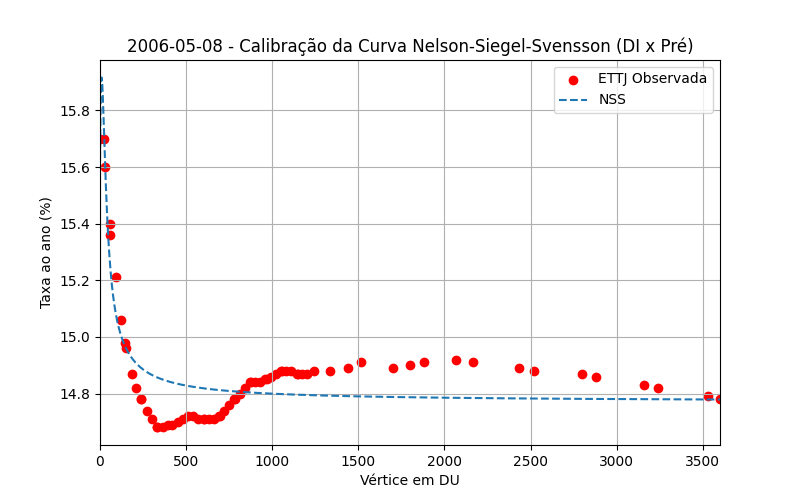 2006-05-08 - Calibração da Curva Nelson-Siegel-Svensson (DI x Pré)
ETTJ Observada
NSS
Taxa ao ano (%)
15.8
15.6
15.4
15.2
15.0
14.8
0 500 1000 1500 2000 2500 3000 3500
Vértice em DU